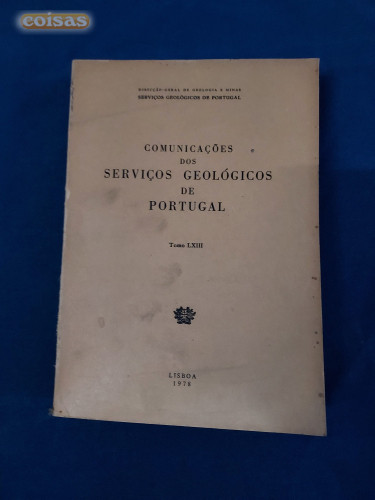 coisas
DIRECÇÃO-GERAL DE GEOLOGIA E MINAS
SERVIÇOS GEOLÓGICOS DE PORTUGAL
COMUNICAÇÕES
DOS
SERVIÇOS GEOLÓGICOS
DE
PORTUGAL
Tomo LXIII
LISBOA
1978